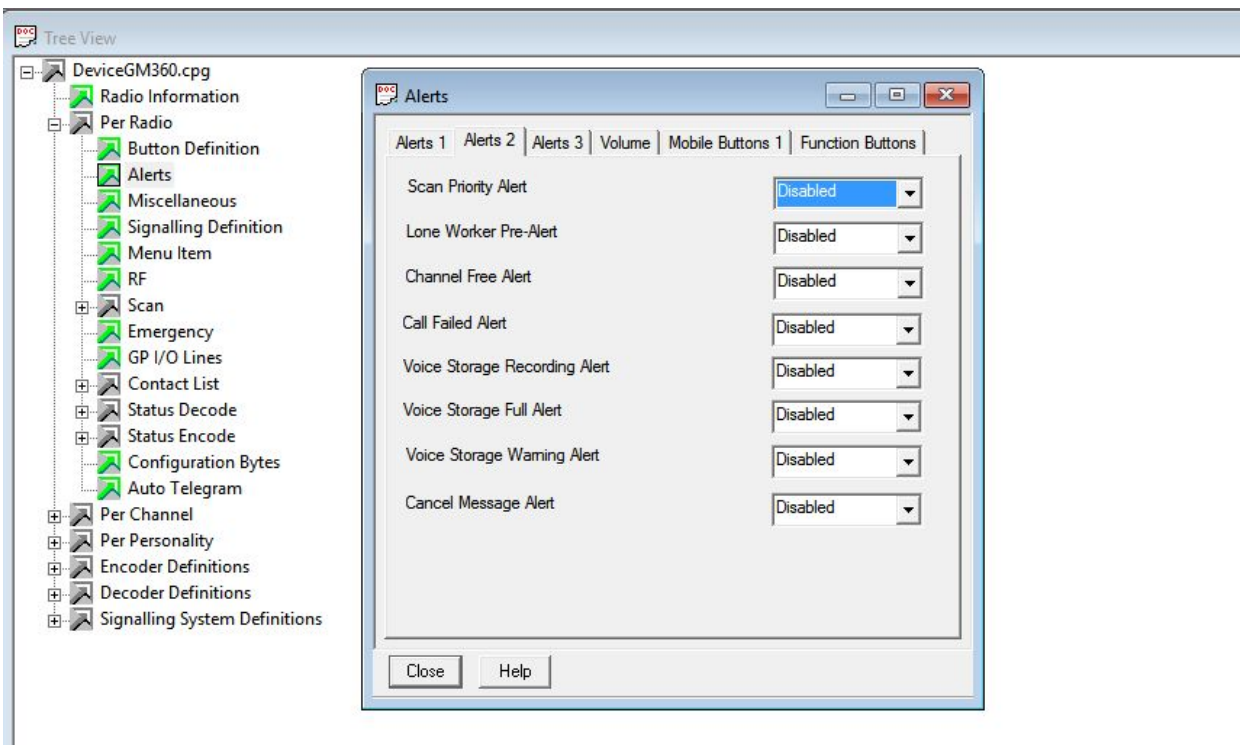 Tree View
DeviceGM360.cpg
Radio Information
Per Radio
Button Definition
Alerts
Miscellaneous
Signalling Definition
Menu Item
RF
Scan
Emergency
GP I/O Lines
Contact List
Status Decode
Status Encode
Configuration Bytes
Auto Telegram
Per Channel
Per Personality
Encoder Definitions
Decoder Definitions
Signalling System Definitions
Alerts
Alerts 1 Alerts 2 Alerts 3 Volume Mobile Buttons 1 Function Buttons
Scan Priority Alert Disabled
Lone Worker Pre-Alert Disabled
Channel Free Alert Disabled
Call Failed Alert Disabled
Voice Storage Recording Alert Disabled
Voice Storage Full Alert Disabled
Voice Storage Warning Alert Disabled
Cancel Message Alert Disabled
Close Help